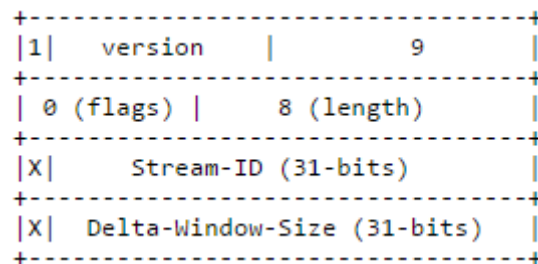 +----------------------------------+
|1|   version    |         9       |
+----------------------------------+
| 0 (flags) |     8 (length)       |
+----------------------------------+
|X|     Stream-ID (31-bits)        |
+----------------------------------+
|X|  Delta-Window-Size (31-bits)   |
+----------------------------------+